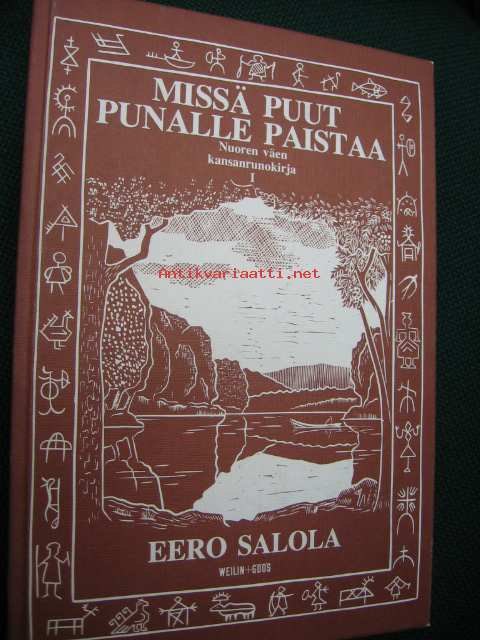 MISSÄ PUUT
PUNALLE PAISTAA
Nuoren väen
kansanrunokirja
I
Antikvariaatti.net
EERO SALOLA
WEILIN+GÖÖS